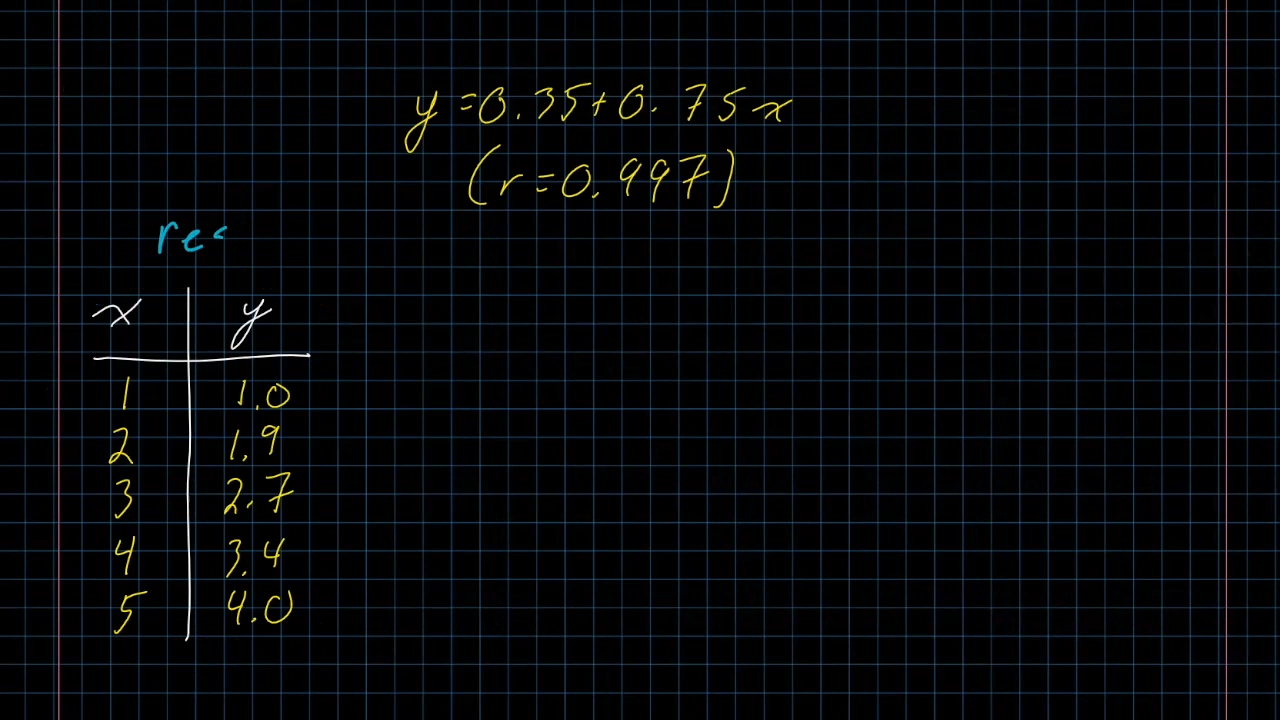 y=0.35+0.75x
(r=0.997)
re
x y
1 1.0
2 1.9
3 2.7
4 3.4
5 4.0